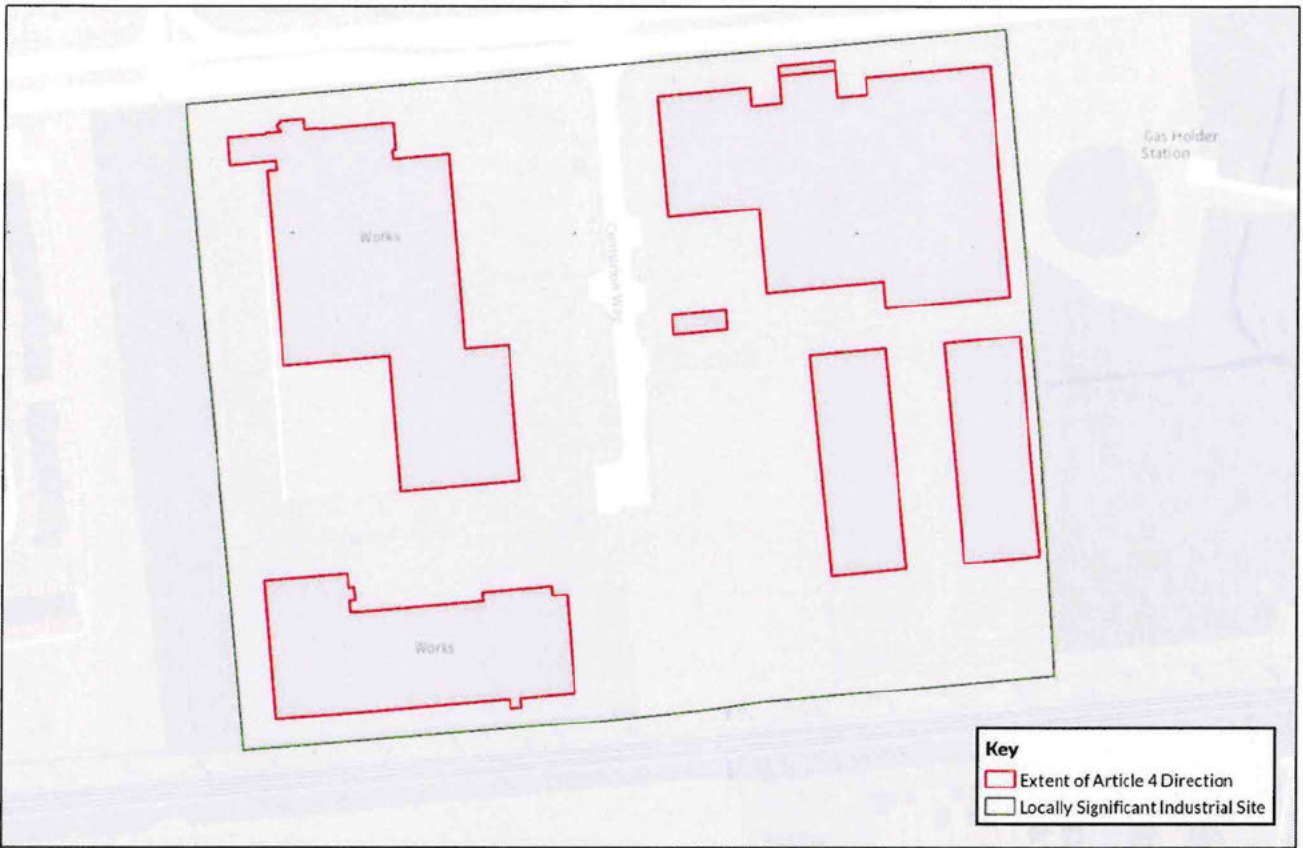 Gas Holder
Station
Works
Works
Key
Extent of Article 4 Direction
Locally Significant Industrial Site